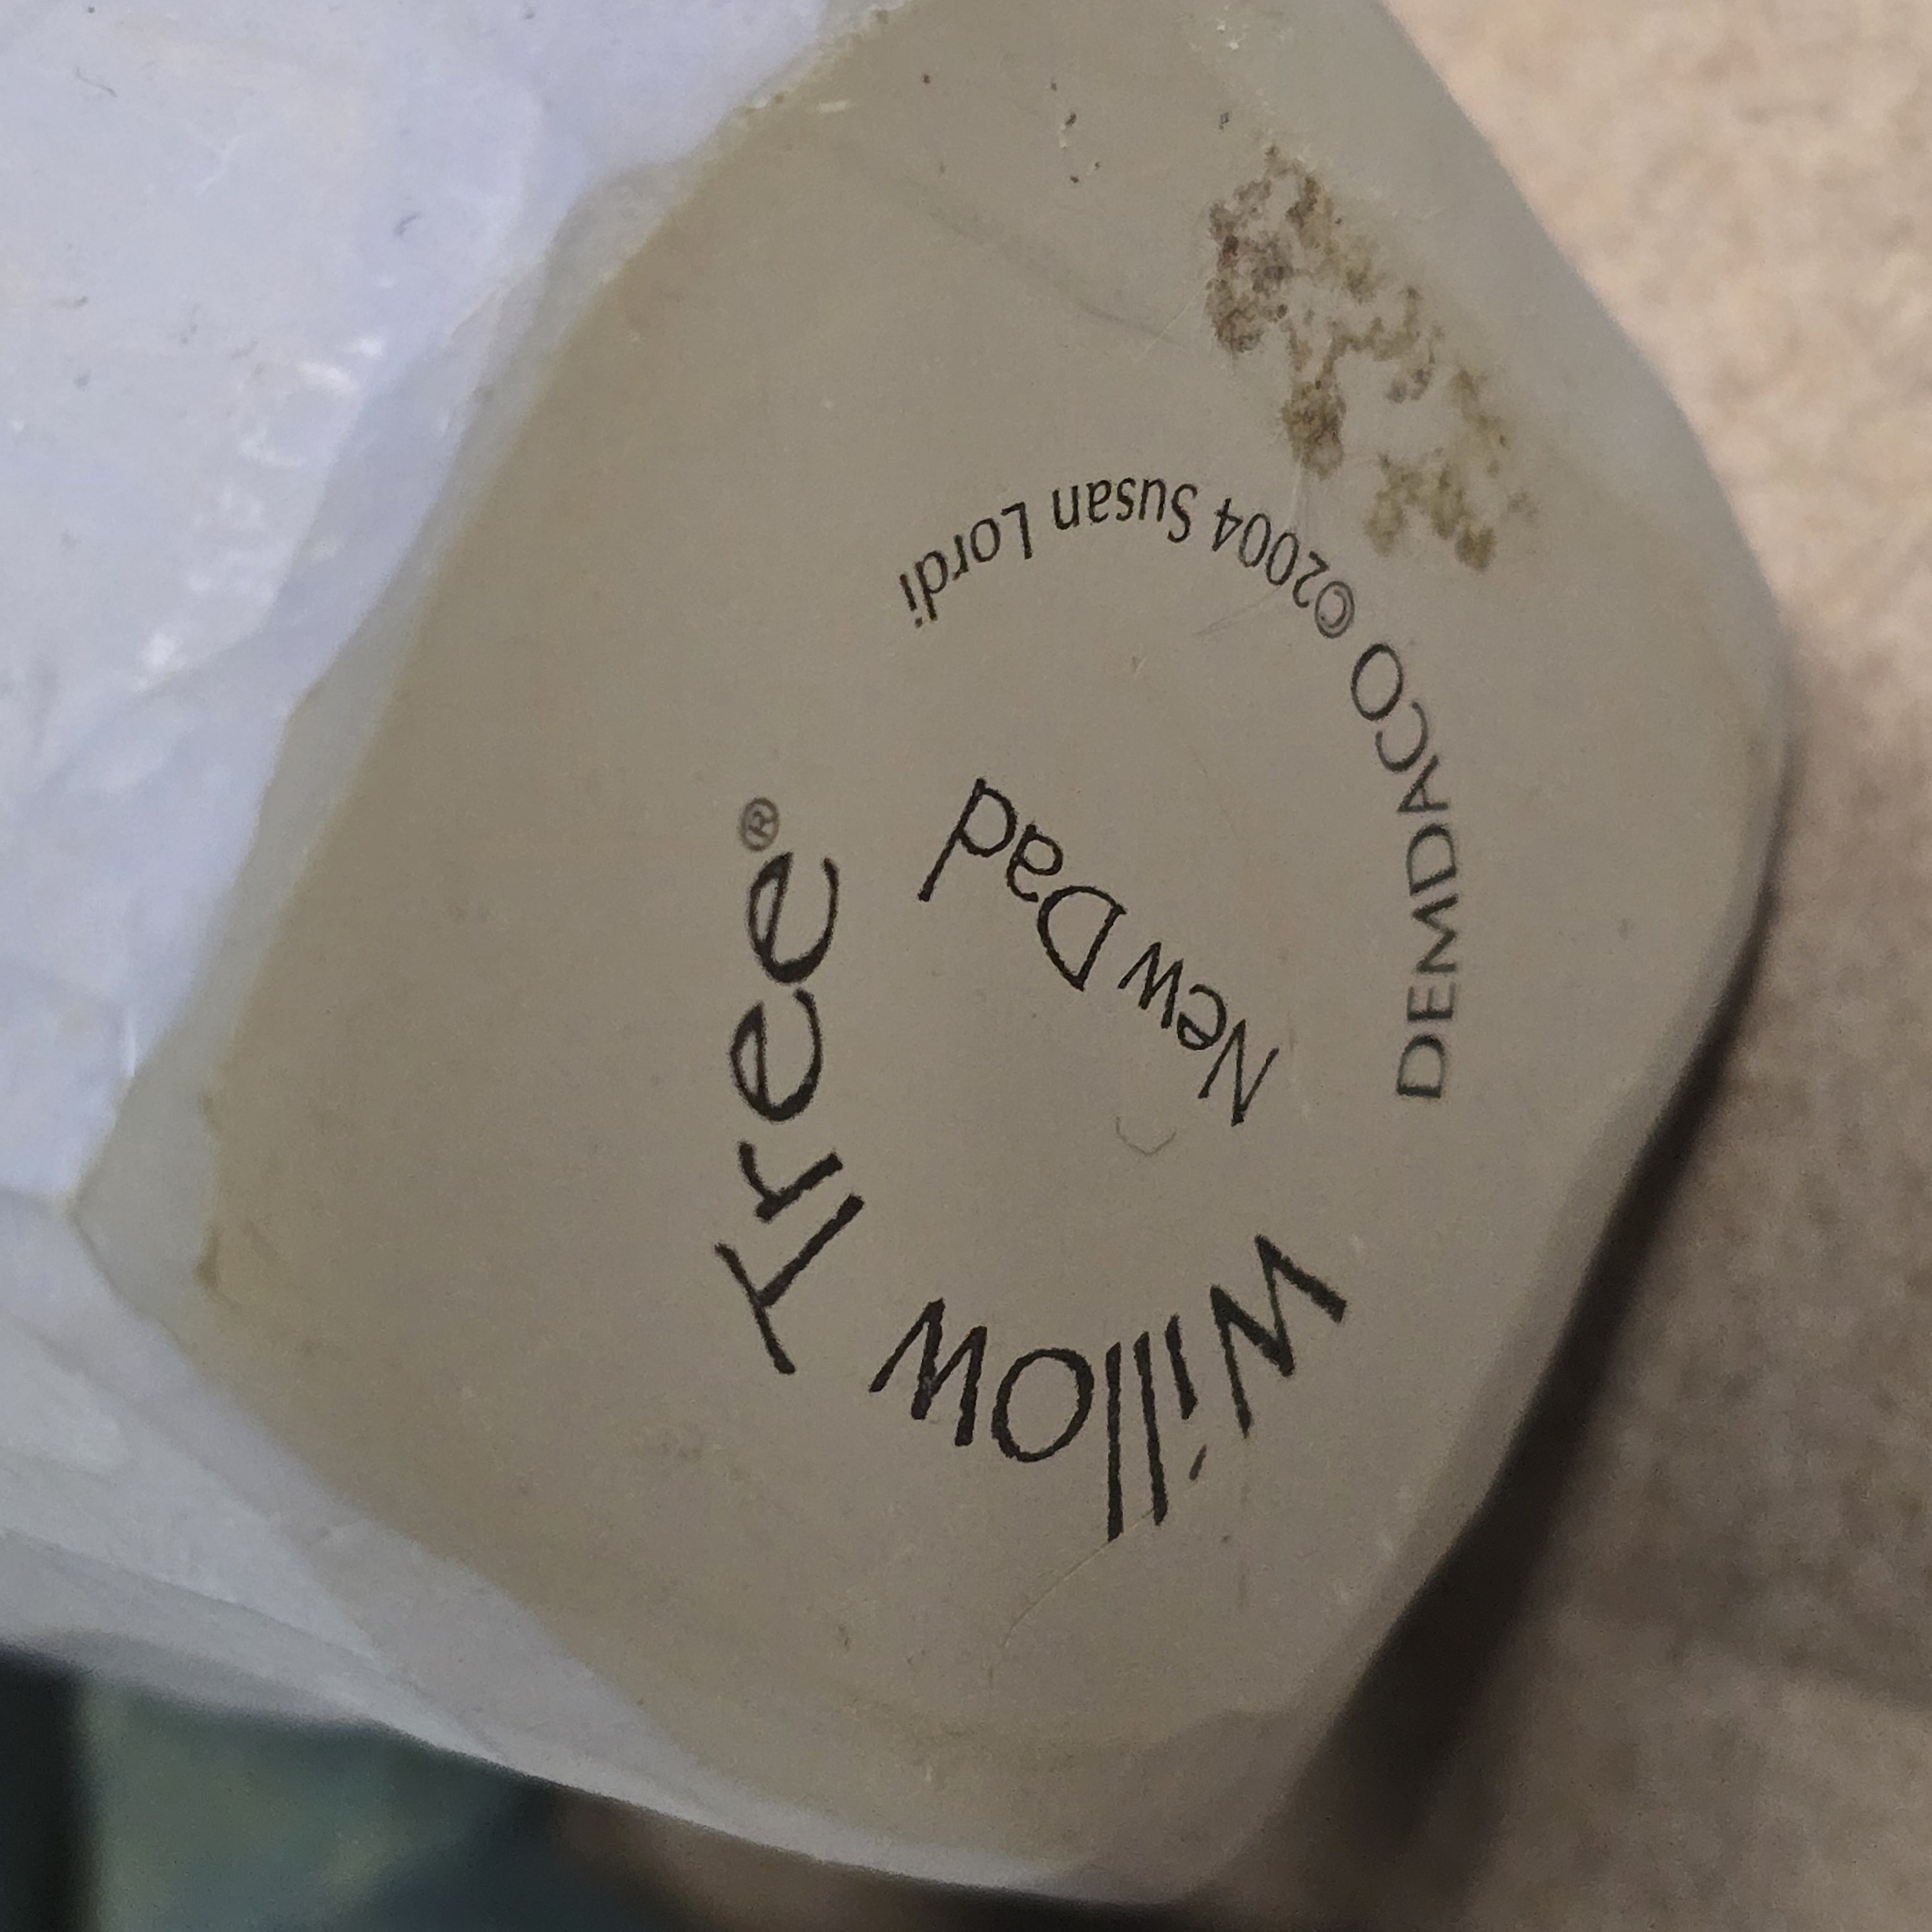 Willow Tree®
New Dad
DEMDACO ©2004 Susan Lordi